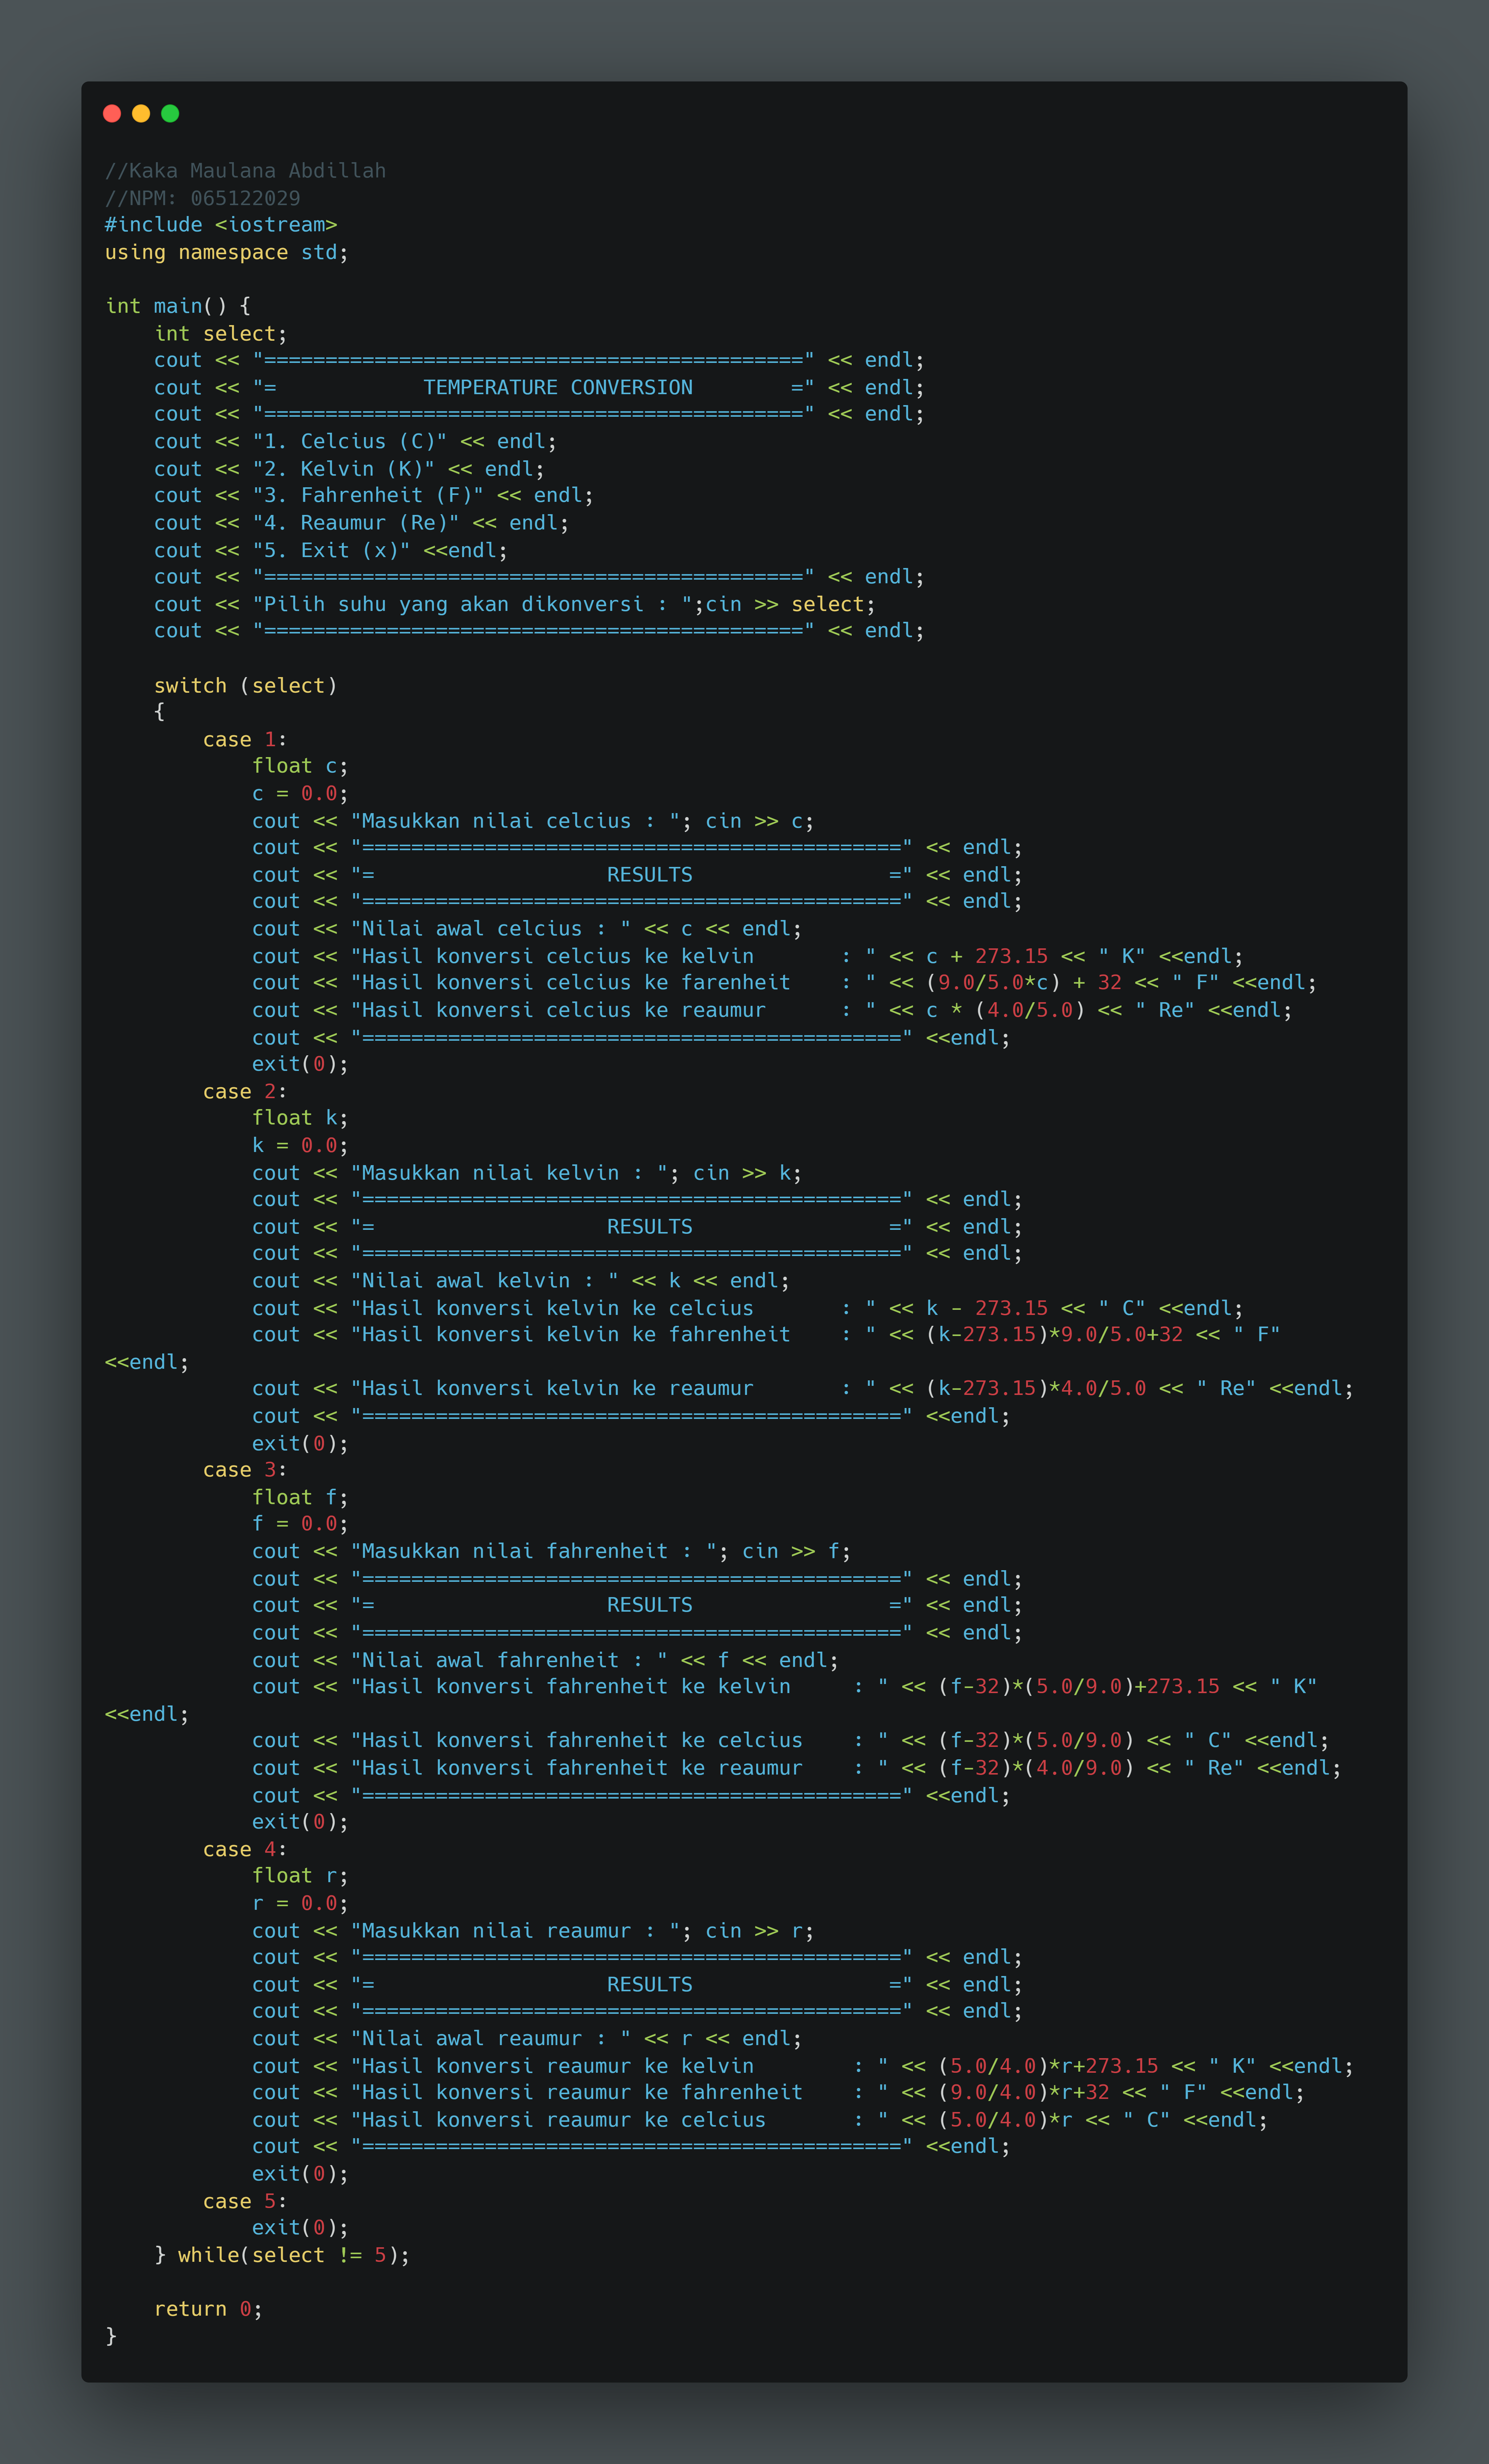 //Kaka Maulana Abdillah
//NPM: 065122029
#include <iostream>
using namespace std;

int main() {
    int select;
    cout << "============================================" << endl;
    cout << "=            TEMPERATURE CONVERSION        =" << endl;
    cout << "============================================" << endl;
    cout << "1. Celcius (C)" << endl;
    cout << "2. Kelvin (K)" << endl;
    cout << "3. Fahrenheit (F)" << endl;
    cout << "4. Reaumur (Re)" << endl;
    cout << "5. Exit (x)" <<endl;
    cout << "============================================" << endl;
    cout << "Pilih suhu yang akan dikonversi : ";cin >> select;
    cout << "============================================" << endl;

    switch (select)
    {
        case 1:
            float c;
            c = 0.0;
            cout << "Masukkan nilai celcius : "; cin >> c;
            cout << "============================================" << endl;
            cout << "=                   RESULTS                =" << endl;
            cout << "============================================" << endl;
            cout << "Nilai awal celcius : " << c << endl;
            cout << "Hasil konversi celcius ke kelvin       : " << c + 273.15 << " K" <<endl;
            cout << "Hasil konversi celcius ke farenheit    : " << (9.0/5.0*c) + 32 << " F" <<endl;
            cout << "Hasil konversi celcius ke reaumur      : " << c * (4.0/5.0) << " Re" <<endl;
            cout << "============================================" <<endl;
            exit(0);
        case 2:
            float k;
            k = 0.0;
            cout << "Masukkan nilai kelvin : "; cin >> k;
            cout << "============================================" << endl;
            cout << "=                   RESULTS                =" << endl;
            cout << "============================================" << endl;
            cout << "Nilai awal kelvin : " << k << endl;
            cout << "Hasil konversi kelvin ke celcius       : " << k - 273.15 << " C" <<endl;
            cout << "Hasil konversi kelvin ke fahrenheit    : " << (k-273.15)*9.0/5.0+32 << " F"
<<endl;
            cout << "Hasil konversi kelvin ke reaumur       : " << (k-273.15)*4.0/5.0 << " Re" <<endl;
            cout << "============================================" <<endl;
            exit(0);
        case 3:
            float f;
            f = 0.0;
            cout << "Masukkan nilai fahrenheit : "; cin >> f;
            cout << "============================================" << endl;
            cout << "=                   RESULTS                =" << endl;
            cout << "============================================" << endl;
            cout << "Nilai awal fahrenheit : " << f << endl;
            cout << "Hasil konversi fahrenheit ke kelvin     : " << (f-32)*(5.0/9.0)+273.15 << " K"
<<endl;
            cout << "Hasil konversi fahrenheit ke celcius    : " << (f-32)*(5.0/9.0) << " C" <<endl;
            cout << "Hasil konversi fahrenheit ke reaumur    : " << (f-32)*(4.0/9.0) << " Re" <<endl;
            cout << "============================================" <<endl;
            exit(0);
        case 4:
            float r;
            r = 0.0;
            cout << "Masukkan nilai reaumur : "; cin >> r;
            cout << "============================================" << endl;
            cout << "=                   RESULTS                =" << endl;
            cout << "============================================" << endl;
            cout << "Nilai awal reaumur : " << r << endl;
            cout << "Hasil konversi reaumur ke kelvin        : " << (5.0/4.0)*r+273.15 << " K" <<endl;
            cout << "Hasil konversi reaumur ke fahrenheit    : " << (9.0/4.0)*r+32 << " F" <<endl;
            cout << "Hasil konversi reaumur ke celcius       : " << (5.0/4.0)*r << " C" <<endl;
            cout << "============================================" <<endl;
            exit(0);
        case 5:
            exit(0);
    } while(select != 5);

    return 0;
}